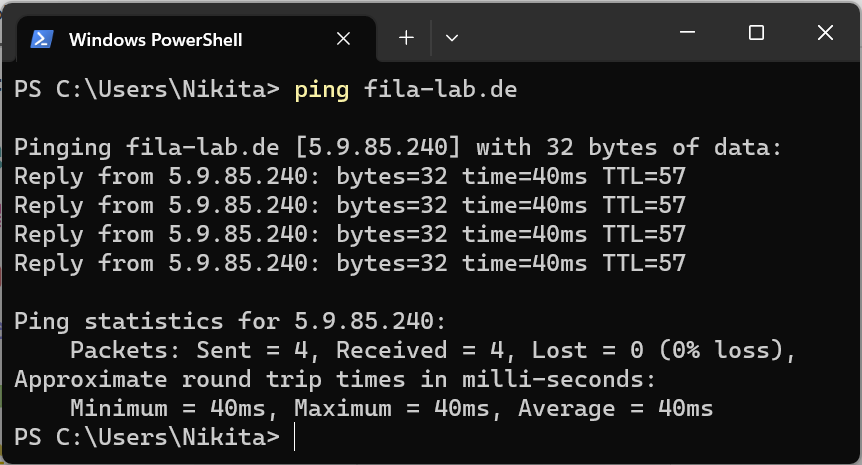 Windows PowerShell
PS C:\Users\Nikita> ping fila-lab.de
Pinging fila-lab.de [5.9.85.240] with 32 bytes of data:
Reply from 5.9.85.240: bytes=32 time=40ms TTL=57
Reply from 5.9.85.240: bytes=32 time=40ms TTL=57
Reply from 5.9.85.240: bytes=32 time=40ms TTL=57
Reply from 5.9.85.240: bytes=32 time=40ms TTL=57
Ping statistics for 5.9.85.240:
    Packets: Sent = 4, Received = 4, Lost = 0 (0% loss),
Approximate round trip times in milli-seconds:
    Minimum = 40ms, Maximum = 40ms, Average = 40ms
PS C:\Users\Nikita>